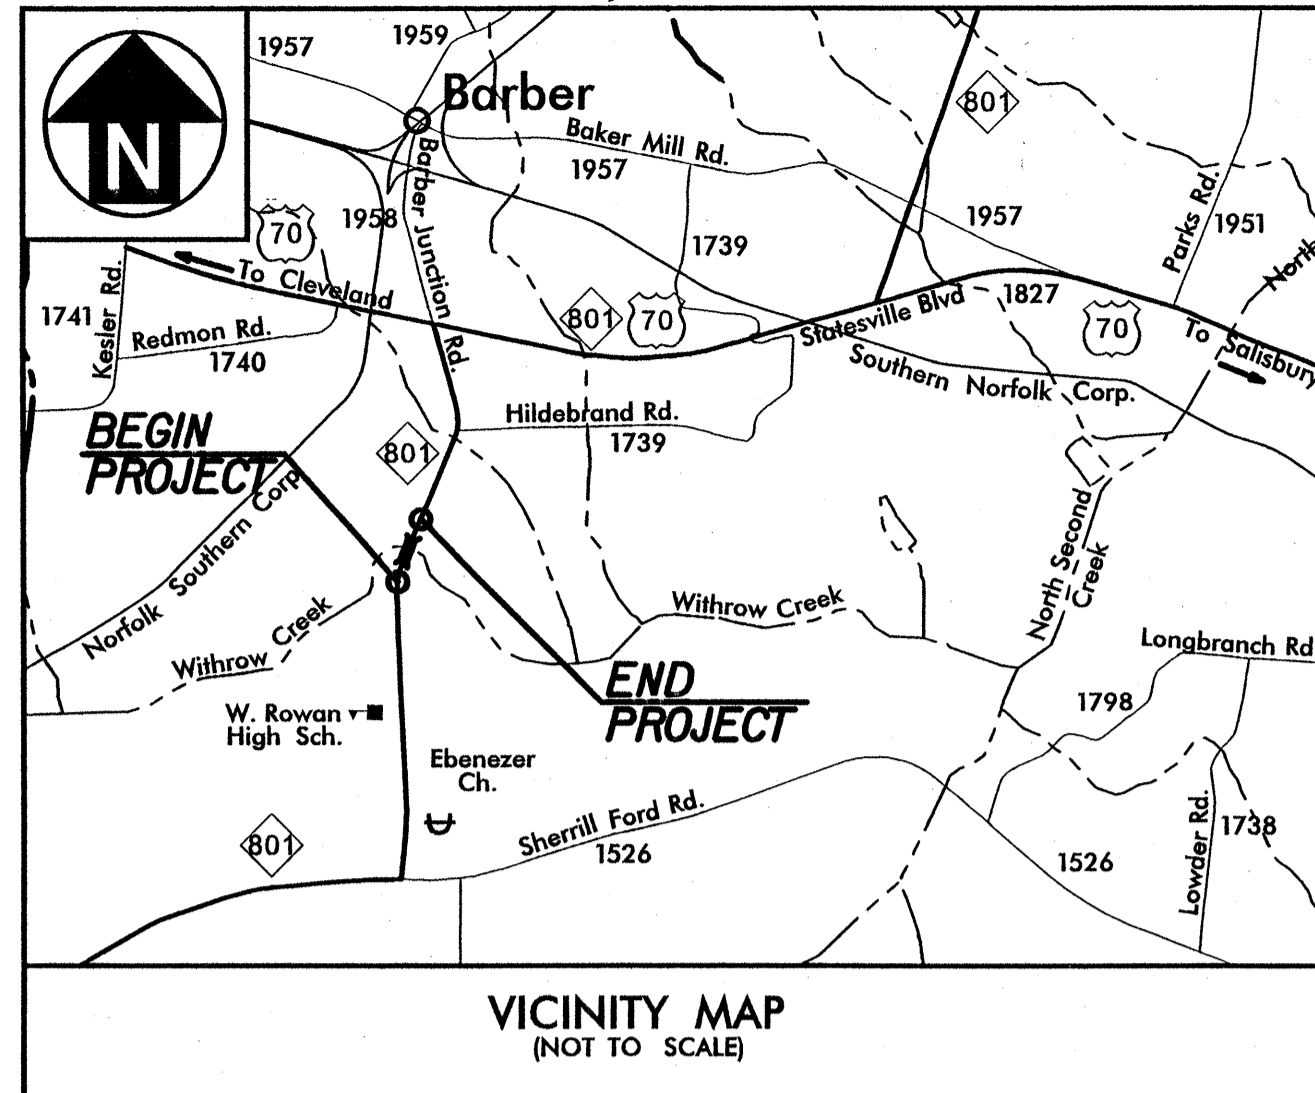 1957
1959
Barber
801
N
Baker Mill Rd.
1957
Barber Junction Rd.
1958
70
1739
1957
Parks Rd.
1951
North
To Cleveland
1741
Kesler Rd.
Redmon Rd.
1740
801
70
Statesville Blvd
1827
70
To Salisbury
Southern Norfolk Corp.
Hildebrand Rd.
1739
BEGIN
PROJECT
801
Norfolk Southern Corp
Withrow Creek
Withrow Creek
North Second
Creek
Longbranch Rd
END
PROJECT
1798
W. Rowan
High Sch.
Ebenezer
Ch.
801
Sherrill Ford Rd.
1526
1526
Lowder Rd.
1738
VICINITY MAP
(NOT TO SCALE)